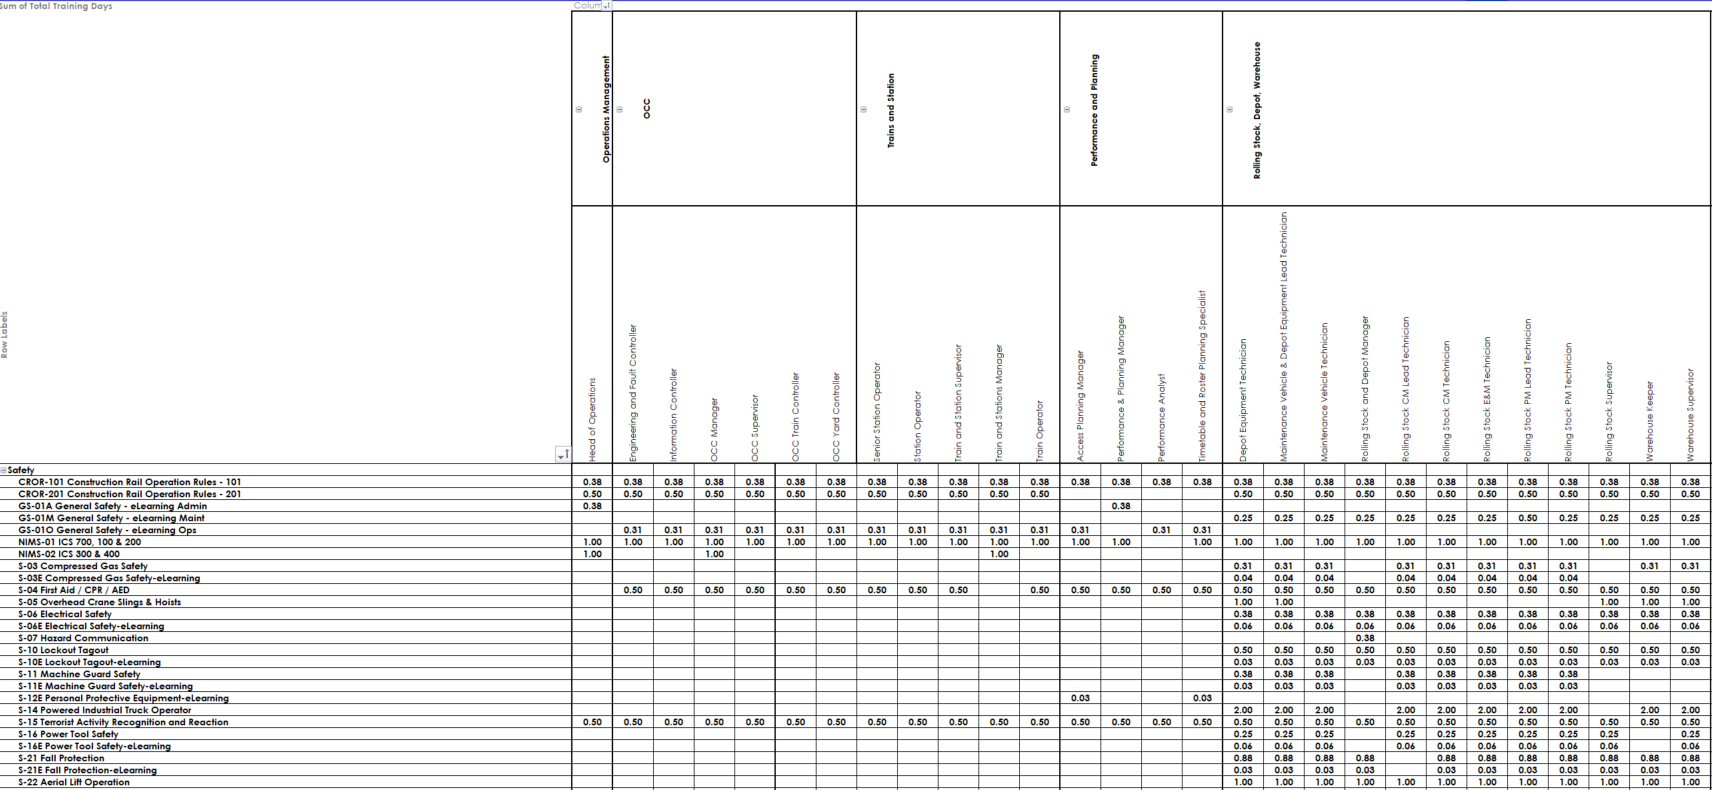 Sum of Total Training Days
Colum
Operations Management
OCC
Trains and Station
Performance and Planning
Rolling Stock, Depot, Warehouse
Row Labels
Head of Operations
Engineering and Fault Controller
Information Controller
OCC Manager
OCC Supervisor
OCC Train Controller
OCC Yard Controller
Senior Station Operator
Station Operator
Train and Station Supervisor
Train and Stations Manager
Train Operator
Access Planning Manager
Performance & Planning Manager
Performance Analyst
Timetable and Roster Planning Specialist
Depot Equipment Technician
Maintenance Vehicle & Depot Equipment Lead Technician
Maintenance Vehicle Technician
Rolling Stock and Depot Manager
Rolling Stock CM Lead Technician
Rolling Stock CM Technician
Rolling Stock E&M Technician
Rolling Stock PM Lead Technician
Rolling Stock PM Technician
Rolling Stock Supervisor
Warehouse Keeper
Warehouse Supervisor
Safety
CROR-101 Construction Rail Operation Rules - 101 0.38 0.38 0.38 0.38 0.38 0.38 0.38 0.38 0.38 0.38 0.38 0.38 0.38 0.38 0.38 0.38 0.38 0.38 0.38 0.38 0.38 0.38 0.38 0.38 0.38 0.38 0.38 0.38
CROR-201 Construction Rail Operation Rules - 201 0.50 0.50 0.50 0.50 0.50 0.50 0.50 0.50 0.50 0.50 0.50 0.50 0.50 0.50 0.50 0.50 0.50 0.50 0.50 0.50 0.50 0.50 0.50 0.50
GS-01A General Safety - eLearning Admin 0.38 0.38
GS-01M General Safety - eLearning Maint 0.25 0.25 0.25 0.25 0.25 0.25 0.25 0.50 0.25 0.25 0.25 0.25
GS-01O General Safety - eLearning Ops 0.31 0.31 0.31 0.31 0.31 0.31 0.31 0.31 0.31 0.31 0.31 0.31 0.31 0.31
NIMS-01 ICS 700, 100 & 200 1.00 1.00 1.00 1.00 1.00 1.00 1.00 1.00 1.00 1.00 1.00 1.00 1.00 1.00 1.00 1.00 1.00 1.00 1.00 1.00 1.00 1.00 1.00 1.00 1.00 1.00 1.00
NIMS-02 ICS 300 & 400 1.00 1.00 1.00
S-03 Compressed Gas Safety 0.31 0.31 0.31 0.31 0.31 0.31 0.31 0.31 0.31 0.31
S-03E Compressed Gas Safety-eLearning 0.04 0.04 0.04 0.04 0.04 0.04 0.04 0.04
S-04 First Aid / CPR / AED 0.50 0.50 0.50 0.50 0.50 0.50 0.50 0.50 0.50 0.50 0.50 0.50 0.50 0.50 0.50 0.50 0.50 0.50 0.50 0.50 0.50 0.50 0.50 0.50 0.50 0.50
S-05 Overhead Crane Slings & Hoists 1.00 1.00 1.00 1.00 1.00
S-06 Electrical Safety 0.38 0.38 0.38 0.38 0.38 0.38 0.38 0.38 0.38 0.38 0.38 0.38
S-06E Electrical Safety-eLearning 0.06 0.06 0.06 0.06 0.06 0.06 0.06 0.06 0.06 0.06 0.06 0.06
S-07 Hazard Communication 0.38
S-10 Lockout Tagout 0.50 0.50 0.50 0.50 0.50 0.50 0.50 0.50 0.50 0.50 0.50 0.50
S-10E Lockout Tagout-eLearning 0.03 0.03 0.03 0.03 0.03 0.03 0.03 0.03 0.03 0.03 0.03 0.03
S-11 Machine Guard Safety 0.38 0.38 0.38 0.38 0.38 0.38 0.38 0.38
S-11E Machine Guard Safety-eLearning 0.03 0.03 0.03 0.03 0.03 0.03 0.03 0.03
S-12E Personal Protective Equipment-eLearning 0.03 0.03
S-14 Powered Industrial Truck Operator 2.00 2.00 2.00 2.00 2.00 2.00 2.00 2.00 2.00 2.00
S-15 Terrorist Activity Recognition and Reaction 0.50 0.50 0.50 0.50 0.50 0.50 0.50 0.50 0.50 0.50 0.50 0.50 0.50 0.50 0.50 0.50 0.50 0.50 0.50 0.50 0.50 0.50 0.50 0.50 0.50 0.50 0.50 0.50
S-16 Power Tool Safety 0.25 0.25 0.25 0.25 0.25 0.25 0.25 0.25 0.25
S-16E Power Tool Safety-eLearning 0.06 0.06 0.06 0.06 0.06 0.06 0.06 0.06 0.06 0.06
S-21 Fall Protection 0.88 0.88 0.88 0.88 0.88 0.88 0.88 0.88 0.88 0.88 0.88
S-21E Fall Protection-eLearning 0.03 0.03 0.03 0.03 0.03 0.03 0.03 0.03 0.03 0.03 0.03
S-22 Aerial Lift Operation 1.00 1.00 1.00 1.00 1.00 1.00 1.00 1.00 1.00 1.00 1.00 1.00